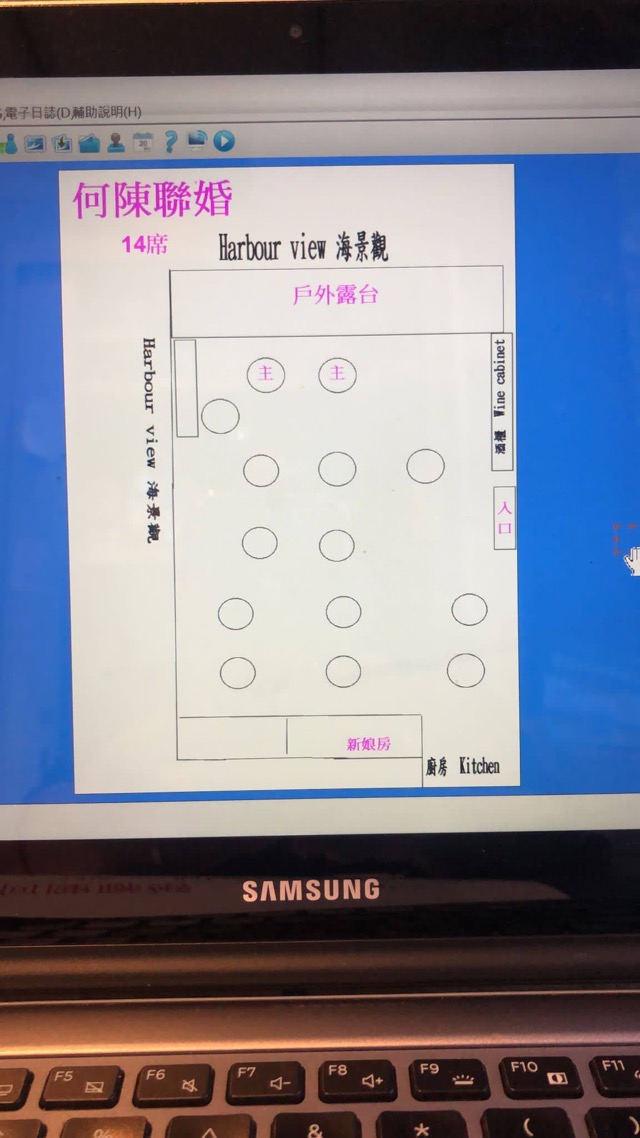 電子日誌(D)輔助說明(H)
何陳聯婚
14席
Harbour view 海景觀
戶外露台
Harbour view 海景觀
主
主
酒櫃 Wine cabinet
入口
新娘房
廚房 Kitchen
SAMSUNG
F5
F6
F7
F8
F9
F10
F11
%
&
*
(
)